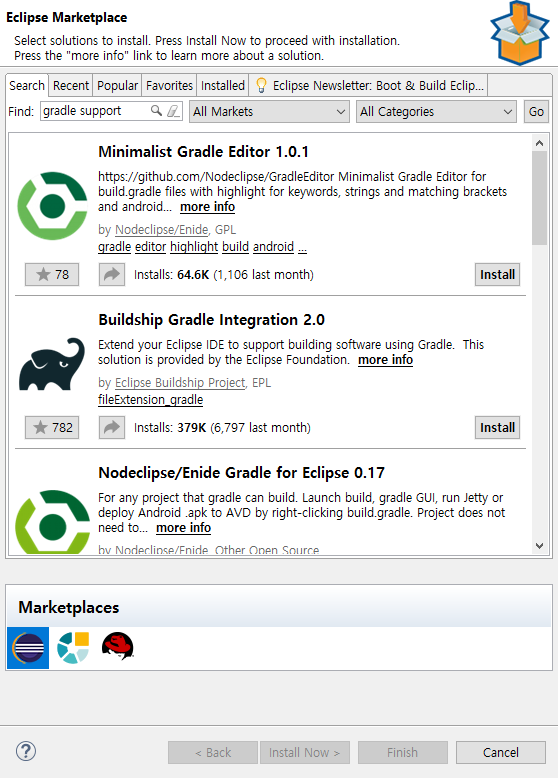 Eclipse Marketplace
Select solutions to install. Press Install Now to proceed with installation.
Press the "more info" link to learn more about a solution.
Search Recent Popular Favorites Installed Eclipse Newsletter: Boot & Build Eclip...
Find: gradle support All Markets All Categories Go
Minimalist Gradle Editor 1.0.1
https://github.com/Nodeclipse/GradleEditor Minimalist Gradle Editor for
build.gradle files with highlight for keywords, strings and matching brackets
and android... more info
by Nodeclipse/Enide, GPL
gradle editor highlight build android ...
78 Installs: 64.6K (1,106 last month) Install
Buildship Gradle Integration 2.0
Extend your Eclipse IDE to support building software using Gradle. This
solution is provided by the Eclipse Foundation. more info
by Eclipse Buildship Project, EPL
fileExtension_gradle
782 Installs: 379K (6,797 last month) Install
Nodeclipse/Enide Gradle for Eclipse 0.17
For any project that gradle can build. Launch build, gradle GUI, run Jetty or
deploy Android .apk to AVD by right-clicking build.gradle. Project does not
need to... more info
by Nodeclipse/Enide, Other Open Source
Marketplaces
? < Back Install Now > Finish Cancel